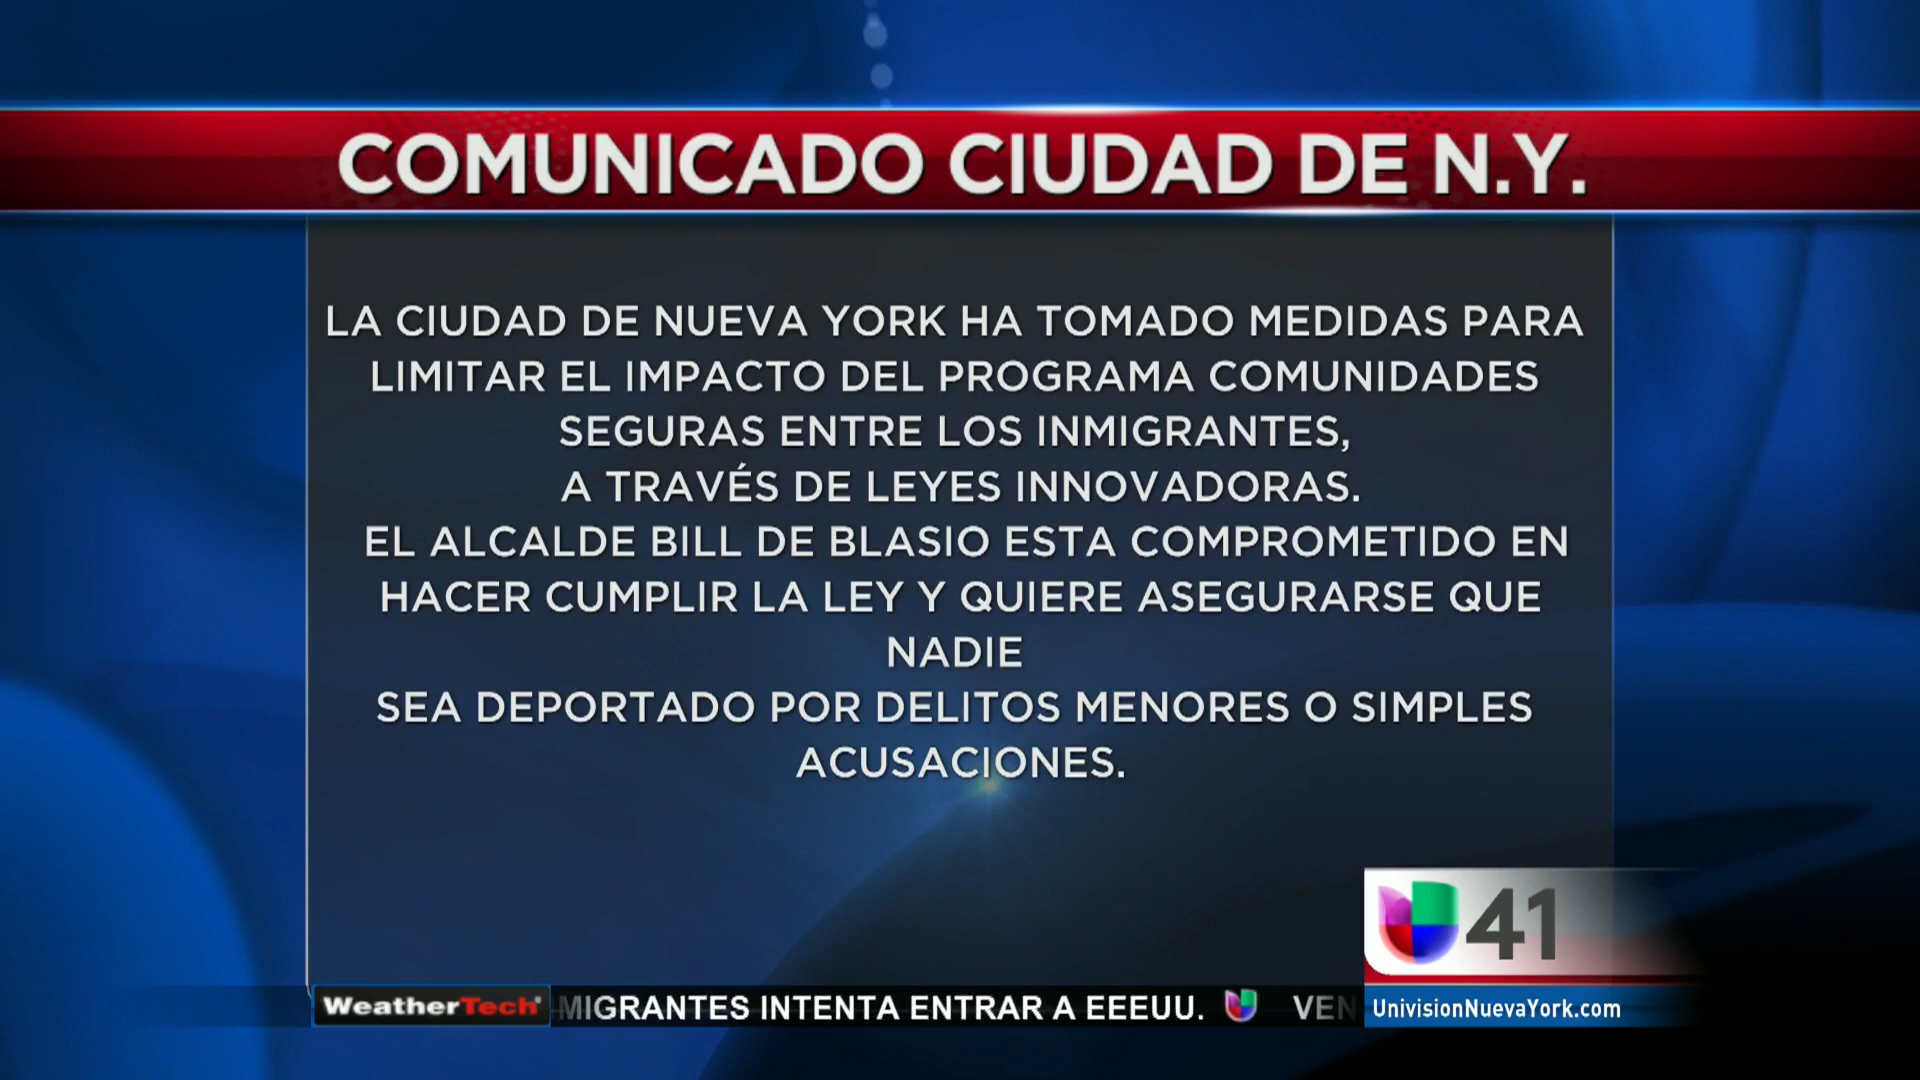 COMUNICADO CIUDAD DE N.Y.
LA CIUDAD DE NUEVA YORK HA TOMADO MEDIDAS PARA
LIMITAR EL IMPACTO DEL PROGRAMA COMUNIDADES
SEGURAS ENTRE LOS INMIGRANTES,
A TRAVÉS DE LEYES INNOVADORAS.
EL ALCALDE BILL DE BLASIO ESTA COMPROMETIDO EN
HACER CUMPLIR LA LEY Y QUIERE ASEGURARSE QUE
NADIE
SEA DEPORTADO POR DELITOS MENORES O SIMPLES
ACUSACIONES.
41
WeatherTech® MIGRANTES INTENTA ENTRAR A EEEUU. VEN
UnivisionNuevaYork.com